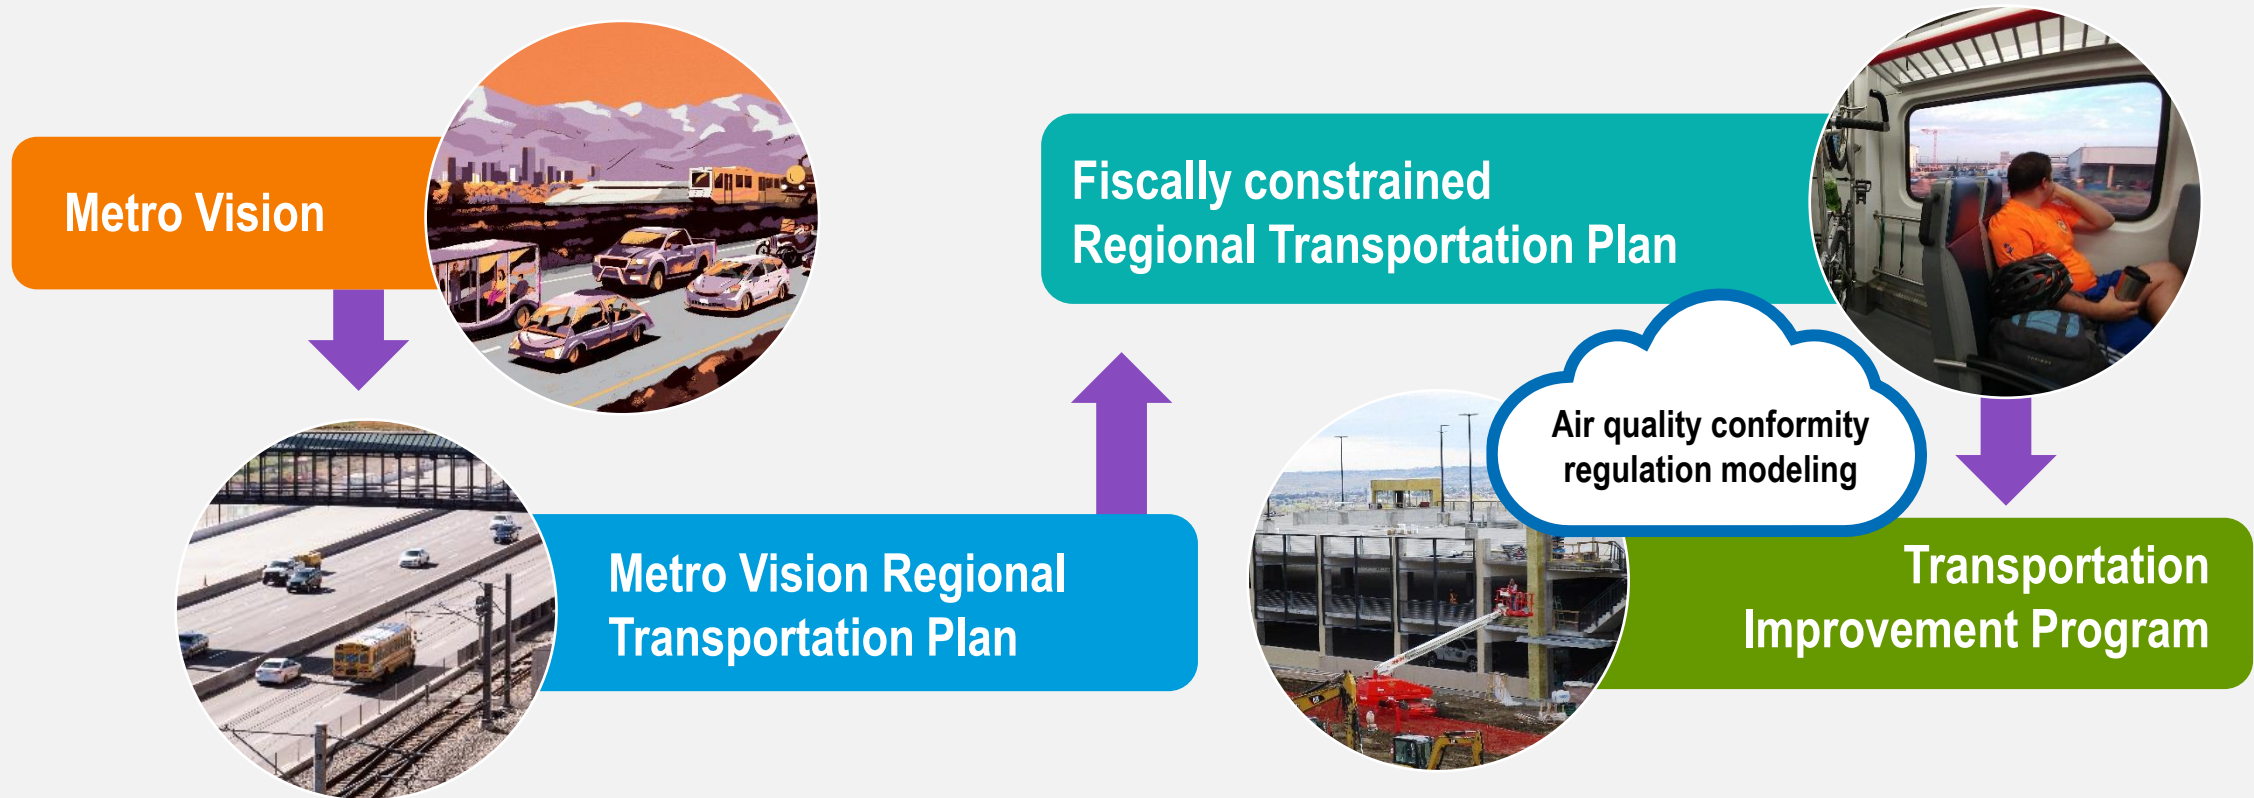 Metro Vision
Metro Vision Regional
Transportation Plan
Fiscally constrained
Regional Transportation Plan
Air quality conformity
regulation modeling
Transportation
Improvement Program